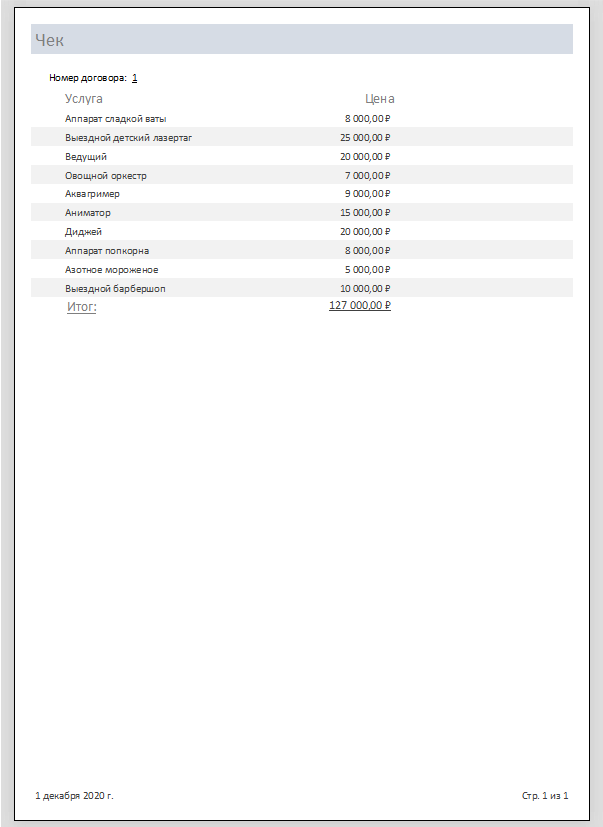 Чек
Номер договора: 1
Услуга Цена
Аппарат сладкой ваты 8 000,00 ₽
Выездной детский лазертаг 25 000,00 ₽
Ведущий 20 000,00 ₽
Овощной оркестр 7 000,00 ₽
Аквагример 9 000,00 ₽
Аниматор 15 000,00 ₽
Диджей 20 000,00 ₽
Аппарат попкорна 8 000,00 ₽
Азотное мороженое 5 000,00 ₽
Выездной барбершоп 10 000,00 ₽
Итог: 127 000,00 ₽
1 декабря 2020 г. Стр. 1 из 1